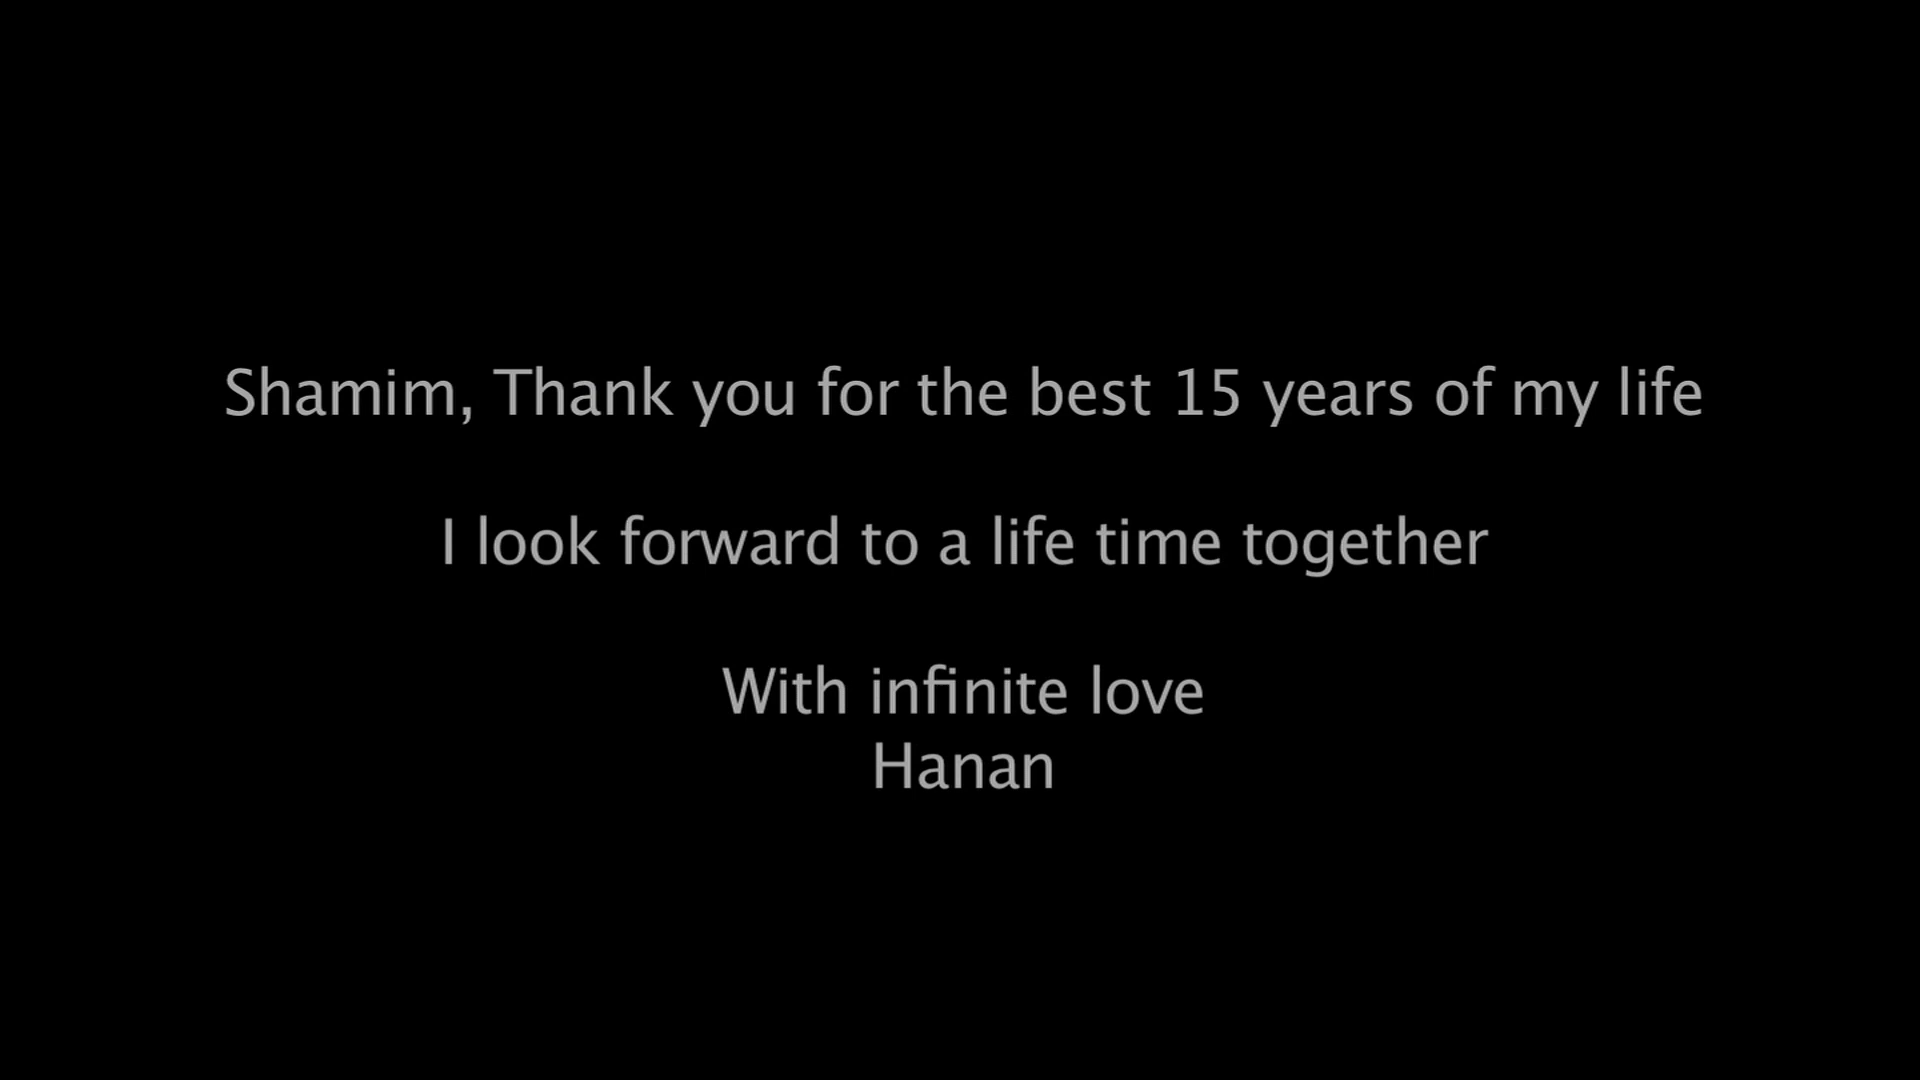 Shamim, Thank you for the best 15 years of my life
I look forward to a life time together
With infinite love
Hanan